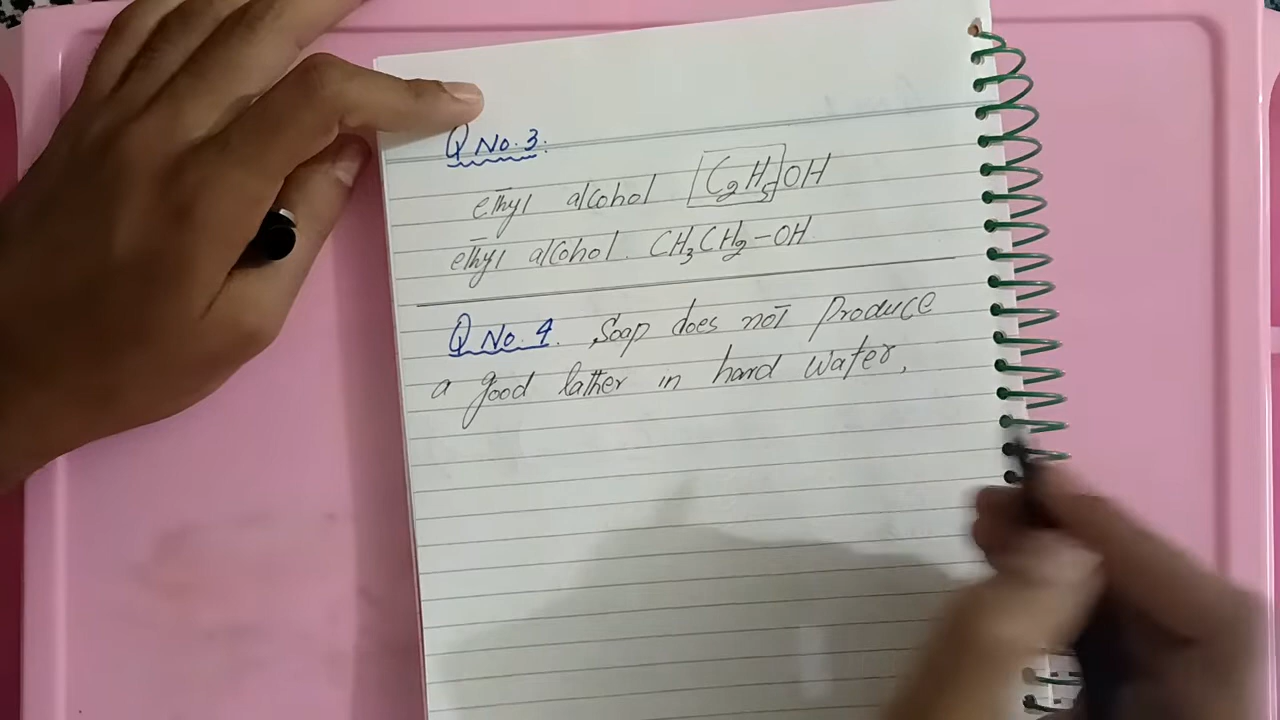 Q No. 3:
ethyl alcohol C₂H₅OH
ethyl alcohol. CH₃CH₂-OH
Q No. 4. Soap does not produce
a good lather in hard water,